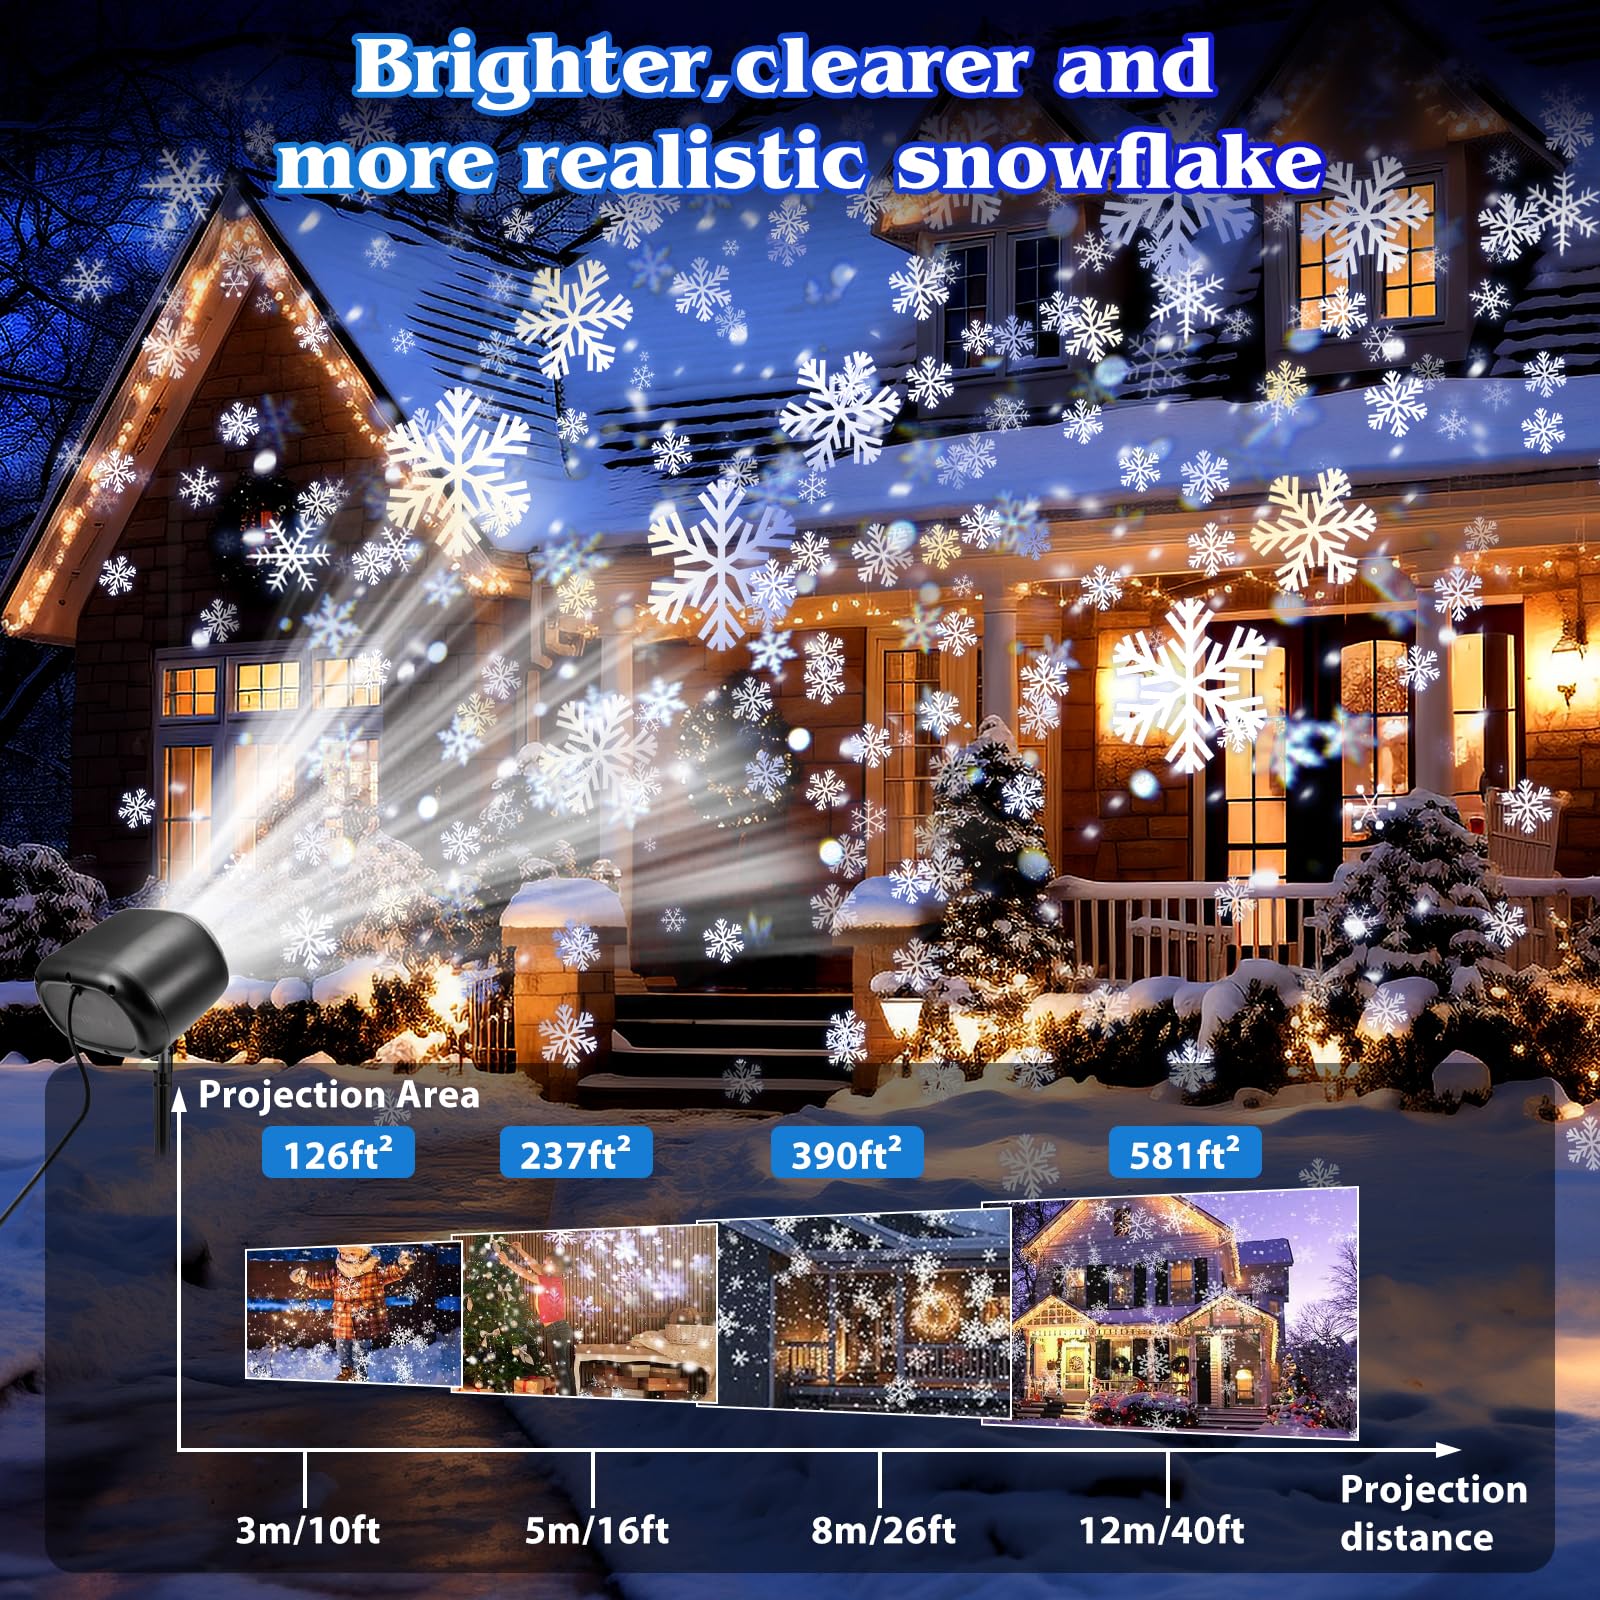 Brighter,clearer and
more realistic snowflake
Projection Area
126ft² 237ft² 390ft² 581ft²
3m/10ft 5m/16ft 8m/26ft 12m/40ft
Projection
distance